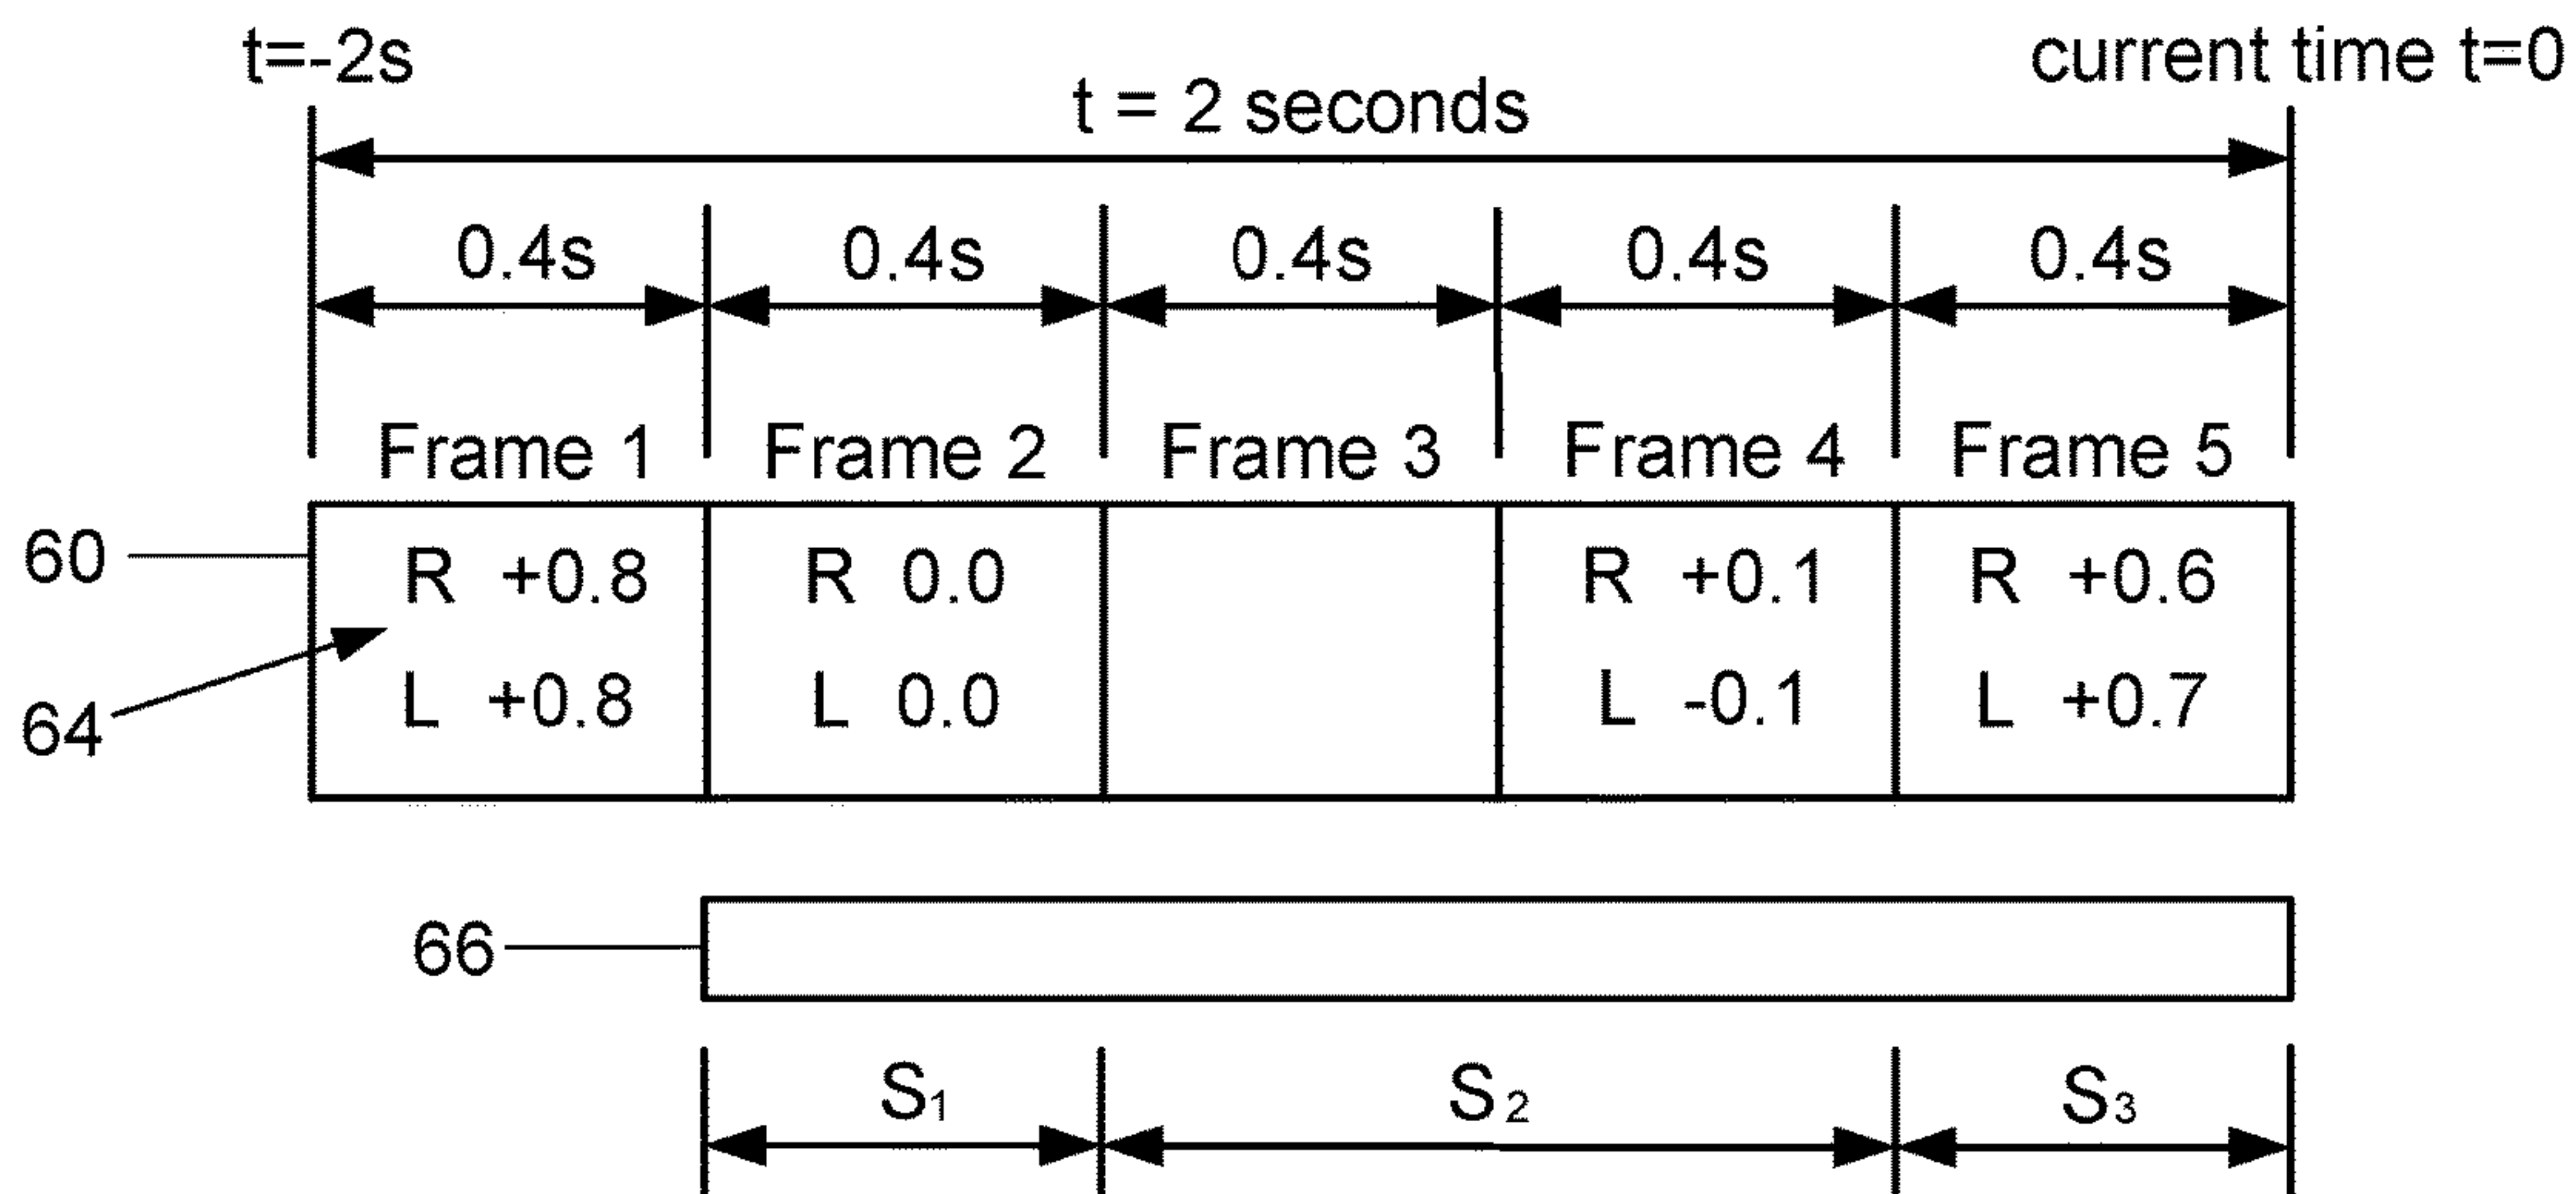 t=-2s
current time t=0
t = 2 seconds
0.4s 0.4s 0.4s 0.4s 0.4s
Frame 1 Frame 2 Frame 3 Frame 4 Frame 5
60
R +0.8 R 0.0 R +0.1 R +0.6
64
L +0.8 L 0.0 L -0.1 L +0.7
66
S₁ S₂ S₃